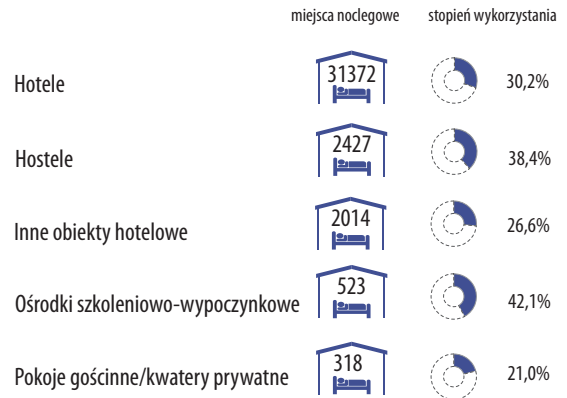 miejsca noclegowe stopień wykorzystania
Hotele 31372 30,2%
Hostele 2427 38,4%
Inne obiekty hotelowe 2014 26,6%
Ośrodki szkoleniowo-wypoczynkowe 523 42,1%
Pokoje gościnne/kwatery prywatne 318 21,0%